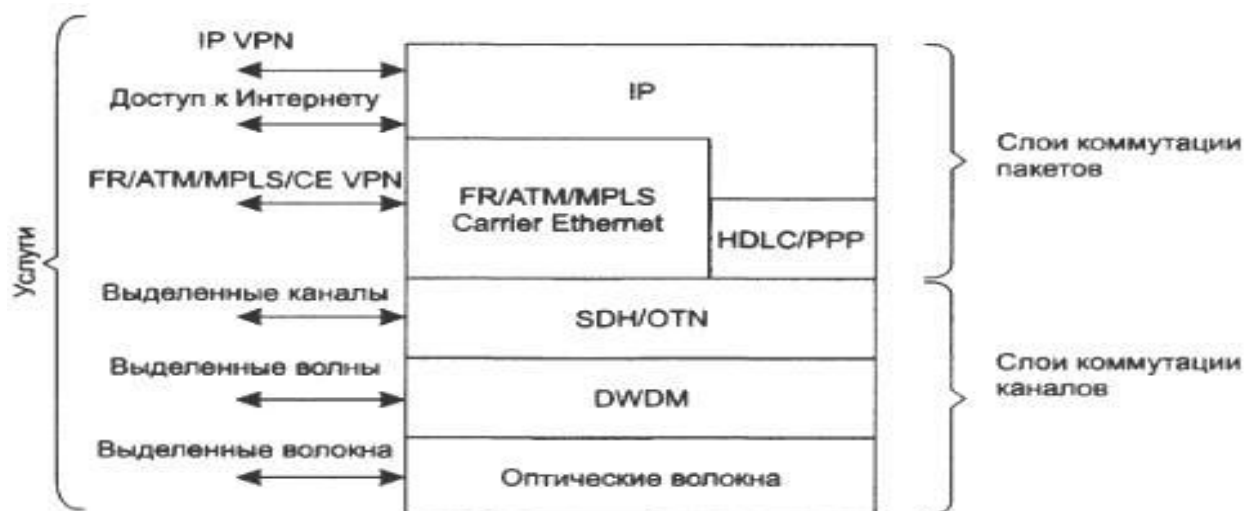 IP VPN
Доступ к Интернету
FR/ATM/MPLS/CE VPN
Выделенные каналы
Выделенные волны
Выделенные волокна
Услуги
IP
FR/ATM/MPLS
Carrier Ethernet
HDLC/PPP
SDH/OTN
DWDM
Оптические волокна
Слои коммутации
пакетов
Слои коммутации
каналов